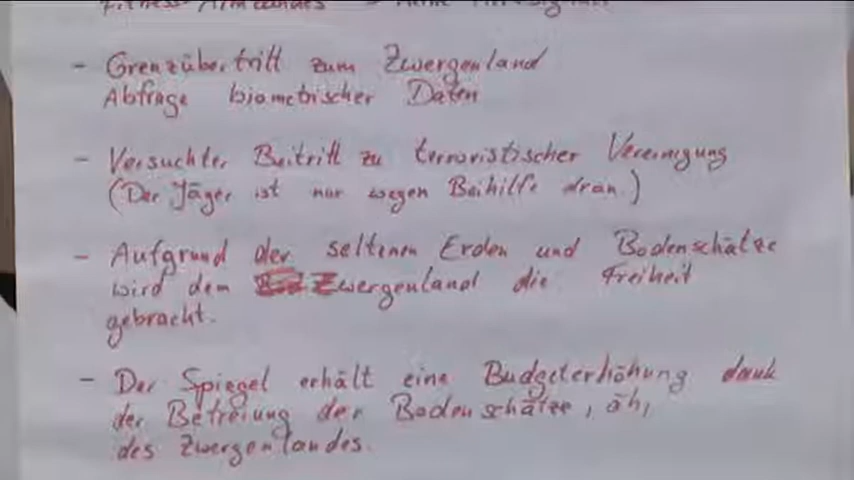 Fitness-Armbandes
- Grenzübertritt zum Zwergenland
Abfrage biometrischer Daten
- Versuchter Beitritt zu terroristischer Vereinigung
(Der Jäger ist nur wegen Beihilfe dran.)
- Aufgrund der seltenen Erden und Bodenschätze
wird dem Zwergenland die Freiheit
gebracht.
- Der Spiegel erhält eine Budgeterhöhung dank
der Befreiung der Bodenschätze, äh,
des Zwergenlandes.